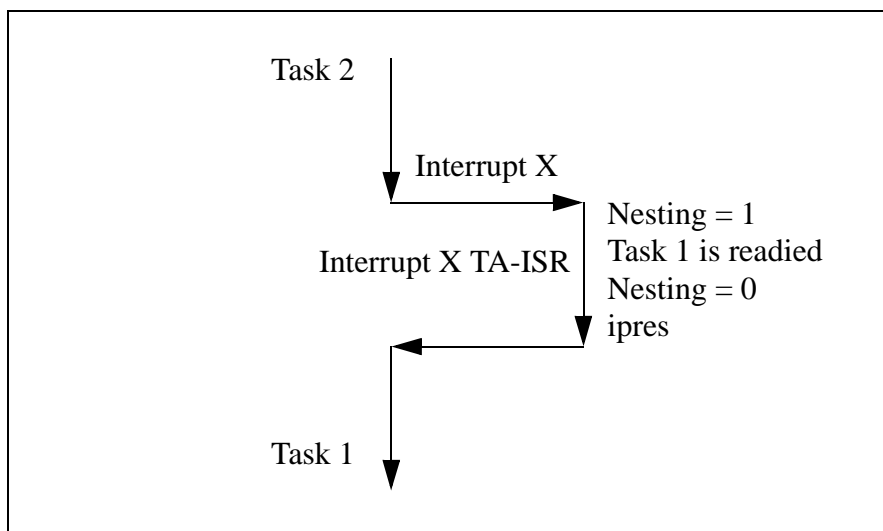 Task 2
Interrupt X
Nesting = 1
Interrupt X TA-ISR
Task 1 is readied
Nesting = 0
ipres
Task 1